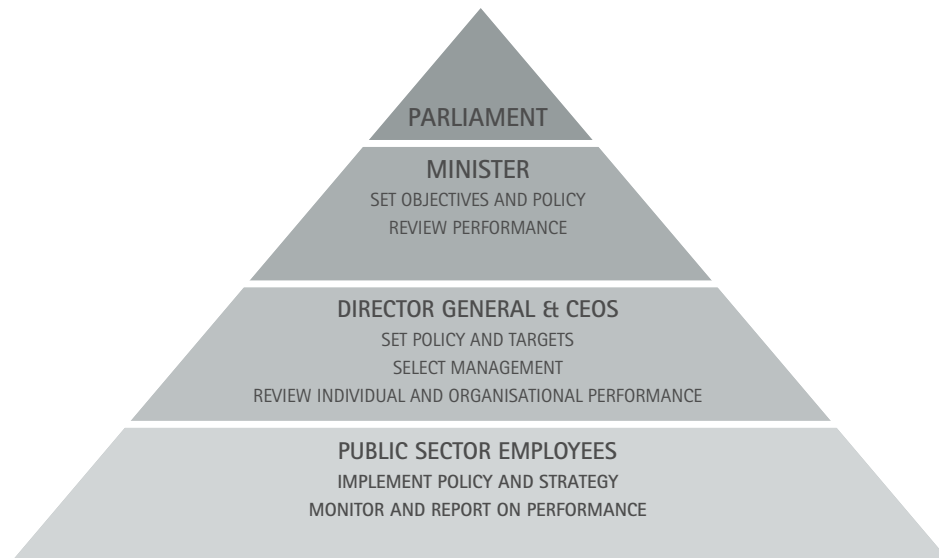 PARLIAMENT
MINISTER
SET OBJECTIVES AND POLICY
REVIEW PERFORMANCE
DIRECTOR GENERAL & CEOS
SET POLICY AND TARGETS
SELECT MANAGEMENT
REVIEW INDIVIDUAL AND ORGANISATIONAL PERFORMANCE
PUBLIC SECTOR EMPLOYEES
IMPLEMENT POLICY AND STRATEGY
MONITOR AND REPORT ON PERFORMANCE